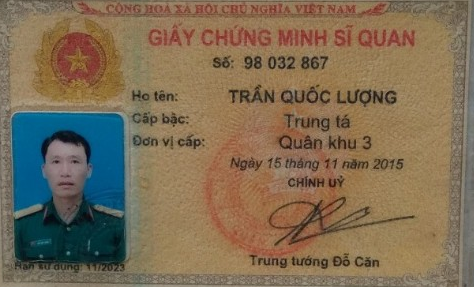 CỘNG HOÀ XÃ HỘI CHỦ NGHĨA VIỆT NAM
GIẤY CHỨNG MINH SĨ QUAN
Số: 98 032 867
Họ tên: TRẦN QUỐC LƯỢNG
Cấp bậc: Trung tá
Đơn vị cấp: Quân khu 3
Ngày 15 tháng 11 năm 2015
CHÍNH UỶ
Trung tướng Đỗ Căn
Hạn sử dụng: 11/2023